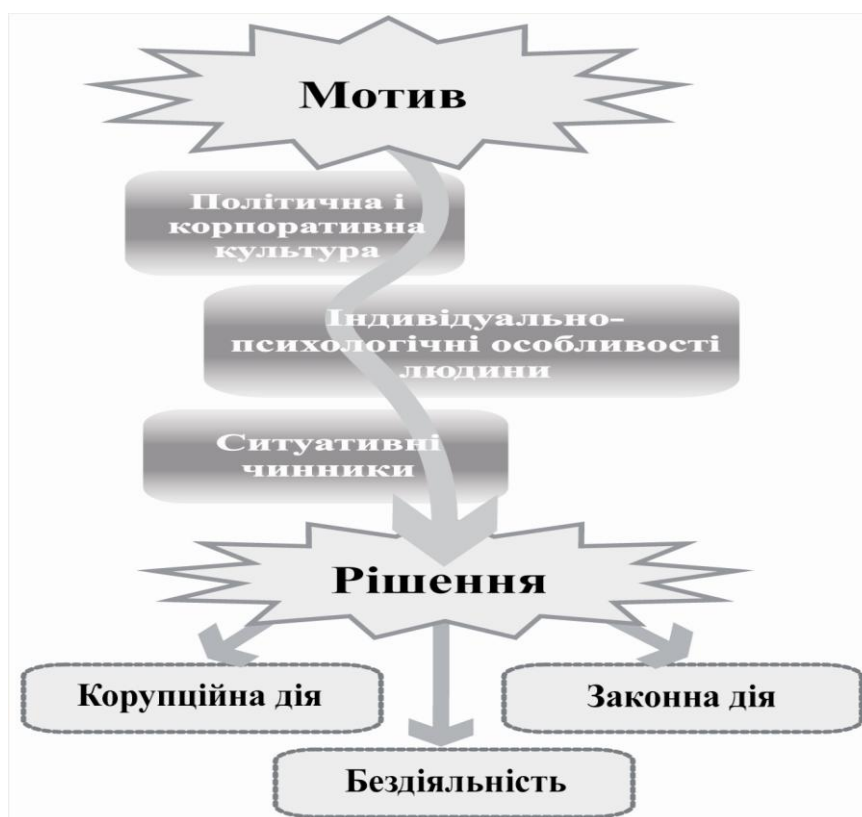 Мотив
Політична і
корпоративна
культура
Індивідуально-
психологічні особливості
людини
Ситуативні
чинники
Рішення
Корупційна дія
Законна дія
Бездіяльність